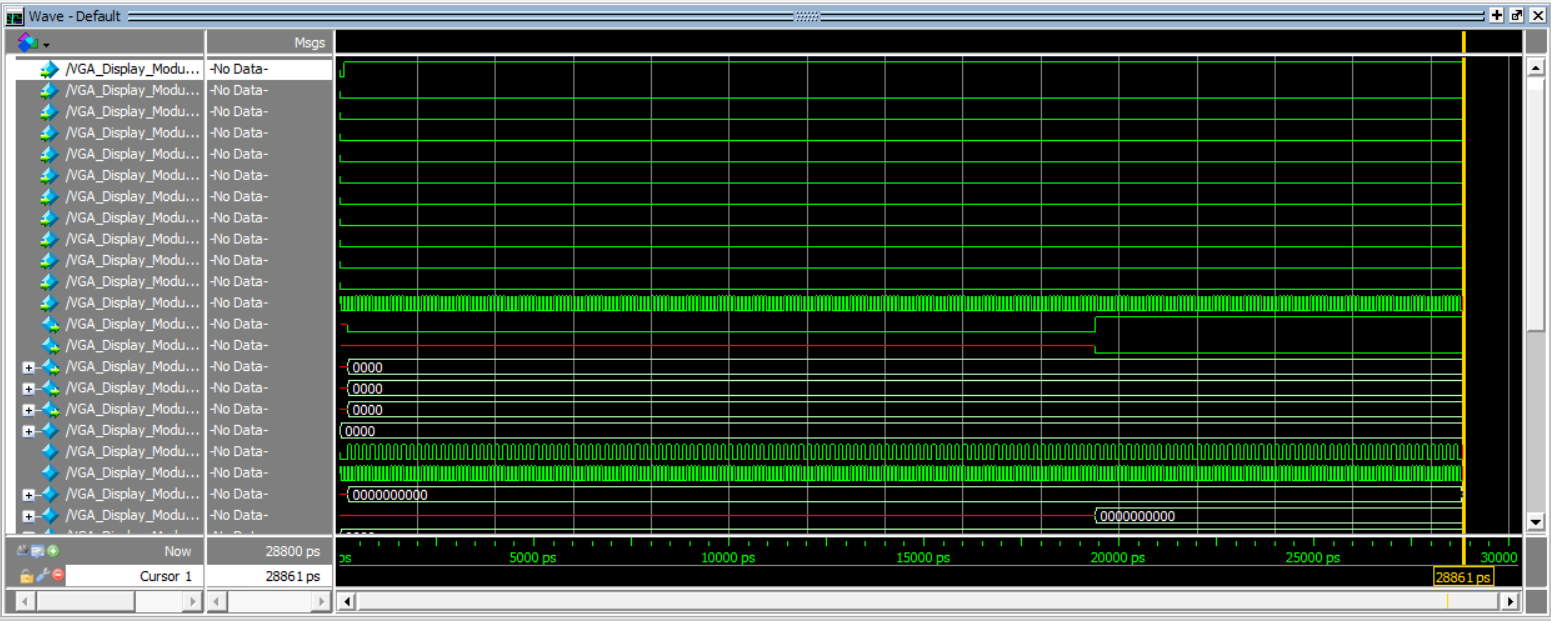 Wave - Default
Msgs
/VGA_Display_Modu... -No Data-
/VGA_Display_Modu... -No Data-
/VGA_Display_Modu... -No Data-
/VGA_Display_Modu... -No Data-
/VGA_Display_Modu... -No Data-
/VGA_Display_Modu... -No Data-
/VGA_Display_Modu... -No Data-
/VGA_Display_Modu... -No Data-
/VGA_Display_Modu... -No Data-
/VGA_Display_Modu... -No Data-
/VGA_Display_Modu... -No Data-
/VGA_Display_Modu... -No Data-
/VGA_Display_Modu... -No Data-
/VGA_Display_Modu... -No Data-
/VGA_Display_Modu... -No Data- 0000
/VGA_Display_Modu... -No Data- 0000
/VGA_Display_Modu... -No Data- 0000
/VGA_Display_Modu... -No Data- 0000
/VGA_Display_Modu... -No Data-
/VGA_Display_Modu... -No Data-
/VGA_Display_Modu... -No Data- 0000000000
/VGA_Display_Modu... -No Data- 0000000000
Now 28800 ps ps 5000 ps 10000 ps 15000 ps 20000 ps 25000 ps 30000
Cursor 1 28861 ps 28861 ps